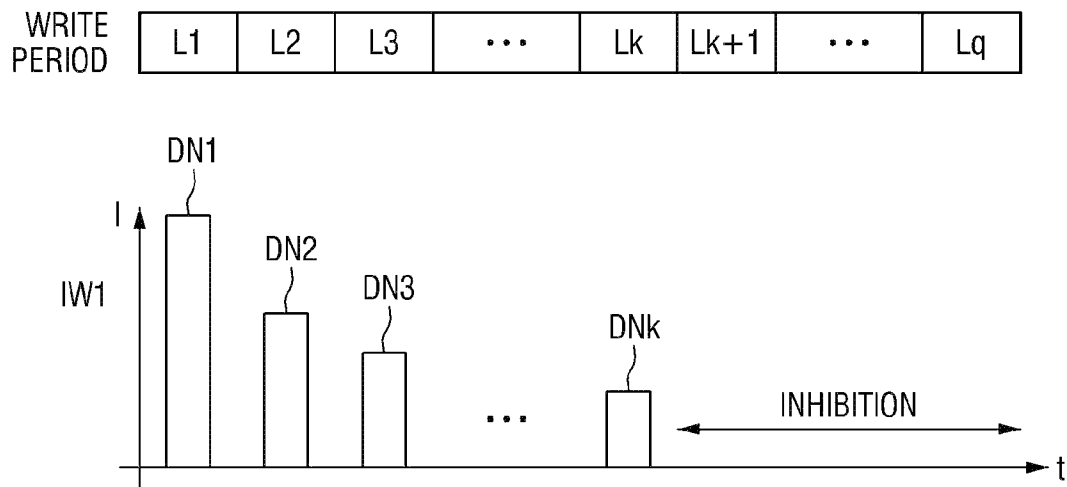 WRITE
PERIOD
L1 L2 L3 ••• Lk Lk+1 ••• Lq
DN1
I
DN2
IW1
DN3
DNk
•••
INHIBITION
t